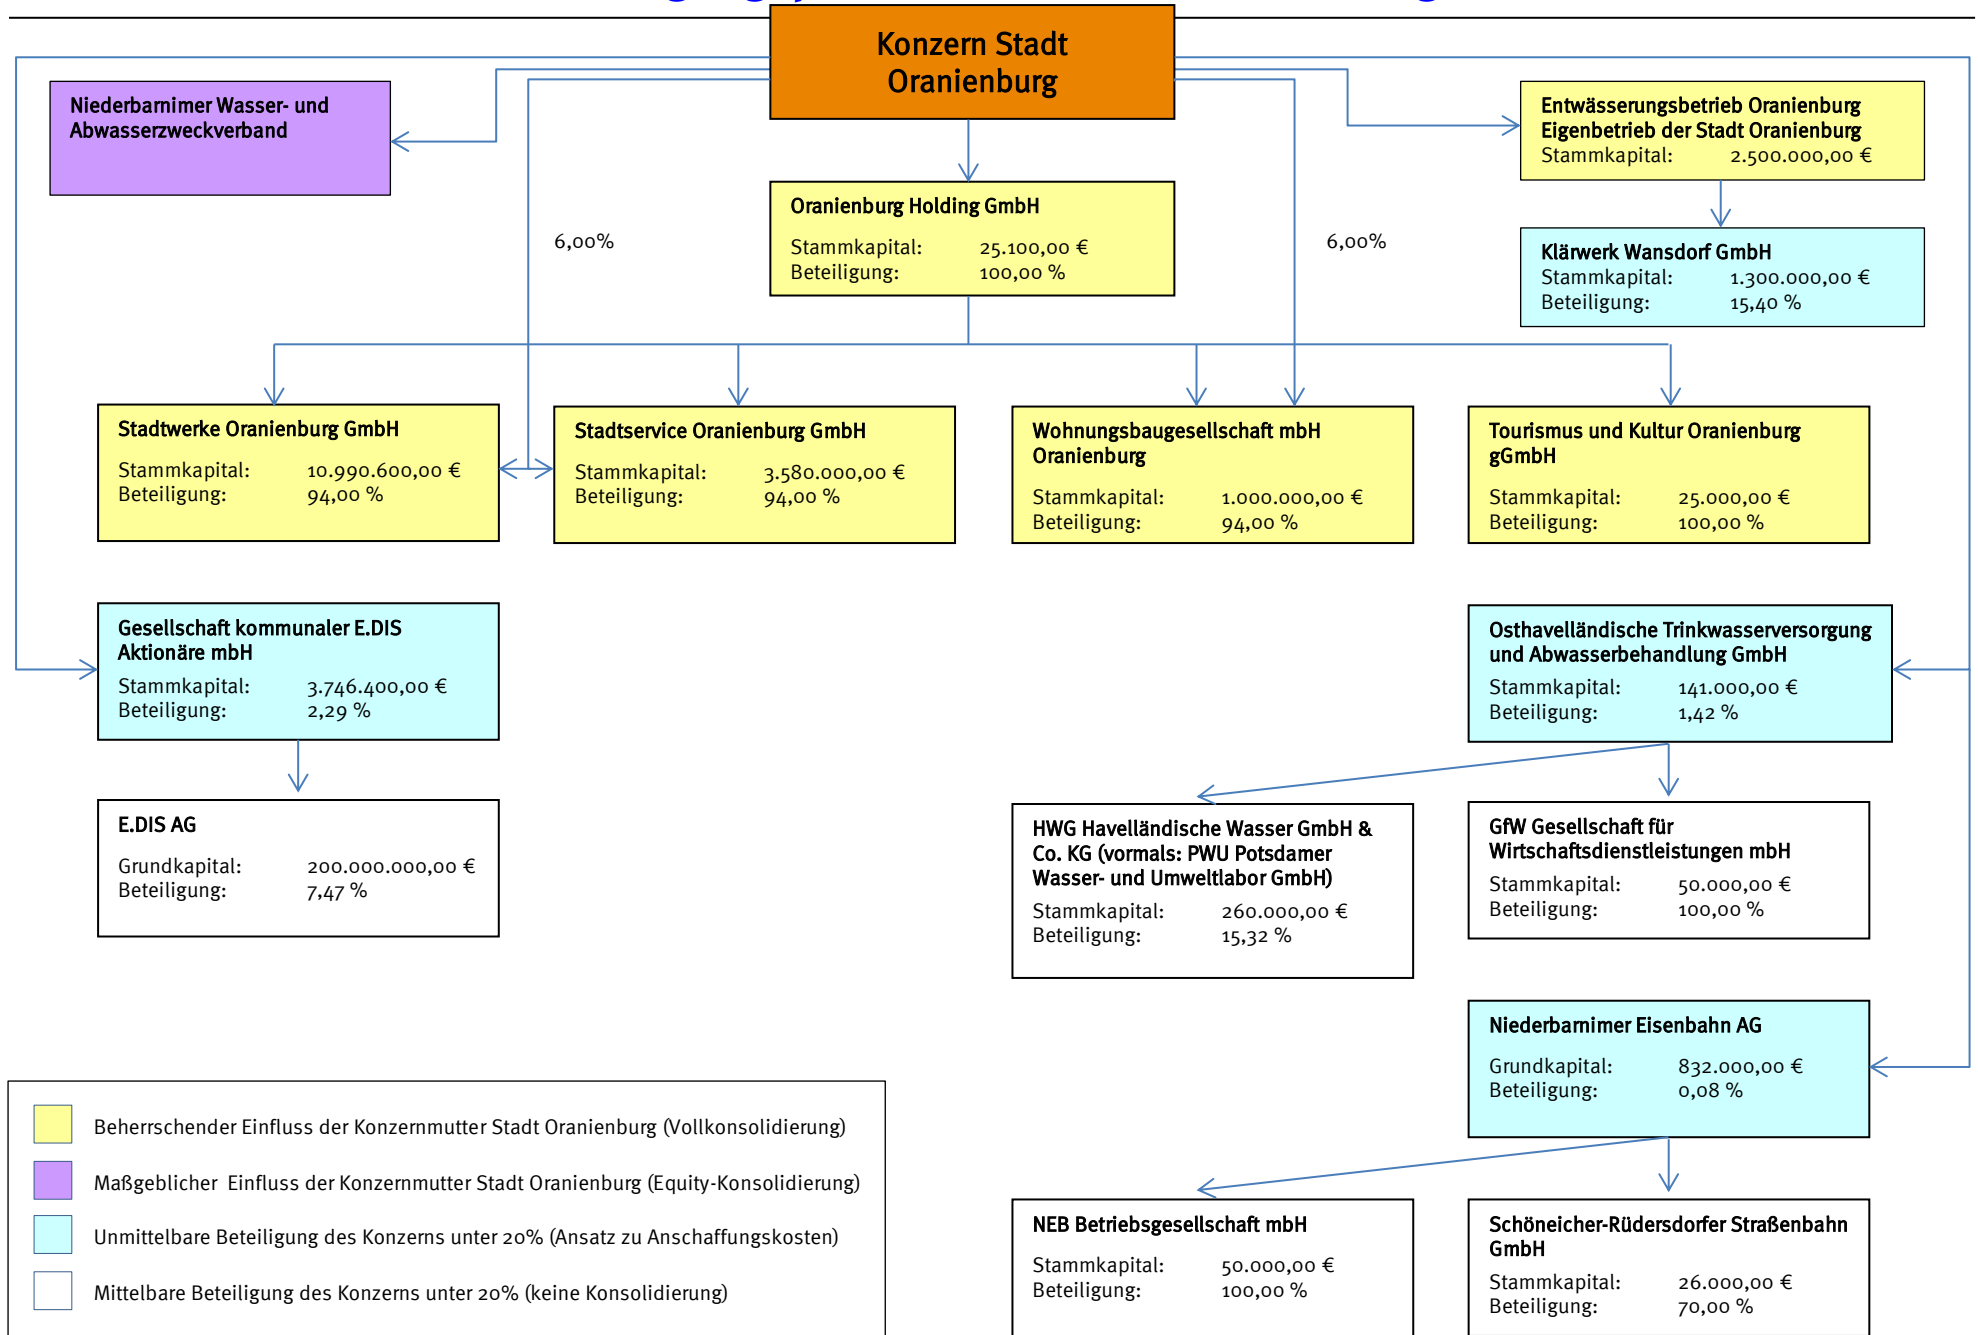 Konzern Stadt
Oranienburg
Niederbarnimer Wasser- und
Abwasserzweckverband
Entwässerungsbetrieb Oranienburg
Eigenbetrieb der Stadt Oranienburg
Stammkapital: 2.500.000,00 €
Oranienburg Holding GmbH
Stammkapital: 25.100,00 €
Beteiligung: 100,00 %
6,00%
6,00%
Klärwerk Wansdorf GmbH
Stammkapital: 1.300.000,00 €
Beteiligung: 15,40 %
Stadtwerke Oranienburg GmbH
Stammkapital: 10.990.600,00 €
Beteiligung: 94,00 %
Stadtservice Oranienburg GmbH
Stammkapital: 3.580.000,00 €
Beteiligung: 94,00 %
Wohnungsbaugesellschaft mbH
Oranienburg
Stammkapital: 1.000.000,00 €
Beteiligung: 94,00 %
Tourismus und Kultur Oranienburg
gGmbH
Stammkapital: 25.000,00 €
Beteiligung: 100,00 %
Gesellschaft kommunaler E.DIS
Aktionäre mbH
Stammkapital: 3.746.400,00 €
Beteiligung: 2,29 %
Osthavelländische Trinkwasserversorgung
und Abwasserbehandlung GmbH
Stammkapital: 141.000,00 €
Beteiligung: 1,42 %
E.DIS AG
Grundkapital: 200.000.000,00 €
Beteiligung: 7,47 %
HWG Havelländische Wasser GmbH &
Co. KG (vormals: PWU Potsdamer
Wasser- und Umweltlabor GmbH)
Stammkapital: 260.000,00 €
Beteiligung: 15,32 %
GfW Gesellschaft für
Wirtschaftsdienstleistungen mbH
Stammkapital: 50.000,00 €
Beteiligung: 100,00 %
Niederbarnimer Eisenbahn AG
Grundkapital: 832.000,00 €
Beteiligung: 0,08 %
NEB Betriebsgesellschaft mbH
Stammkapital: 50.000,00 €
Beteiligung: 100,00 %
Schöneicher-Rüdersdorfer Straßenbahn
GmbH
Stammkapital: 26.000,00 €
Beteiligung: 70,00 %
Beherrschender Einfluss der Konzernmutter Stadt Oranienburg (Vollkonsolidierung)
Maßgeblicher Einfluss der Konzernmutter Stadt Oranienburg (Equity-Konsolidierung)
Unmittelbare Beteiligung des Konzerns unter 20% (Ansatz zu Anschaffungskosten)
Mittelbare Beteiligung des Konzerns unter 20% (keine Konsolidierung)